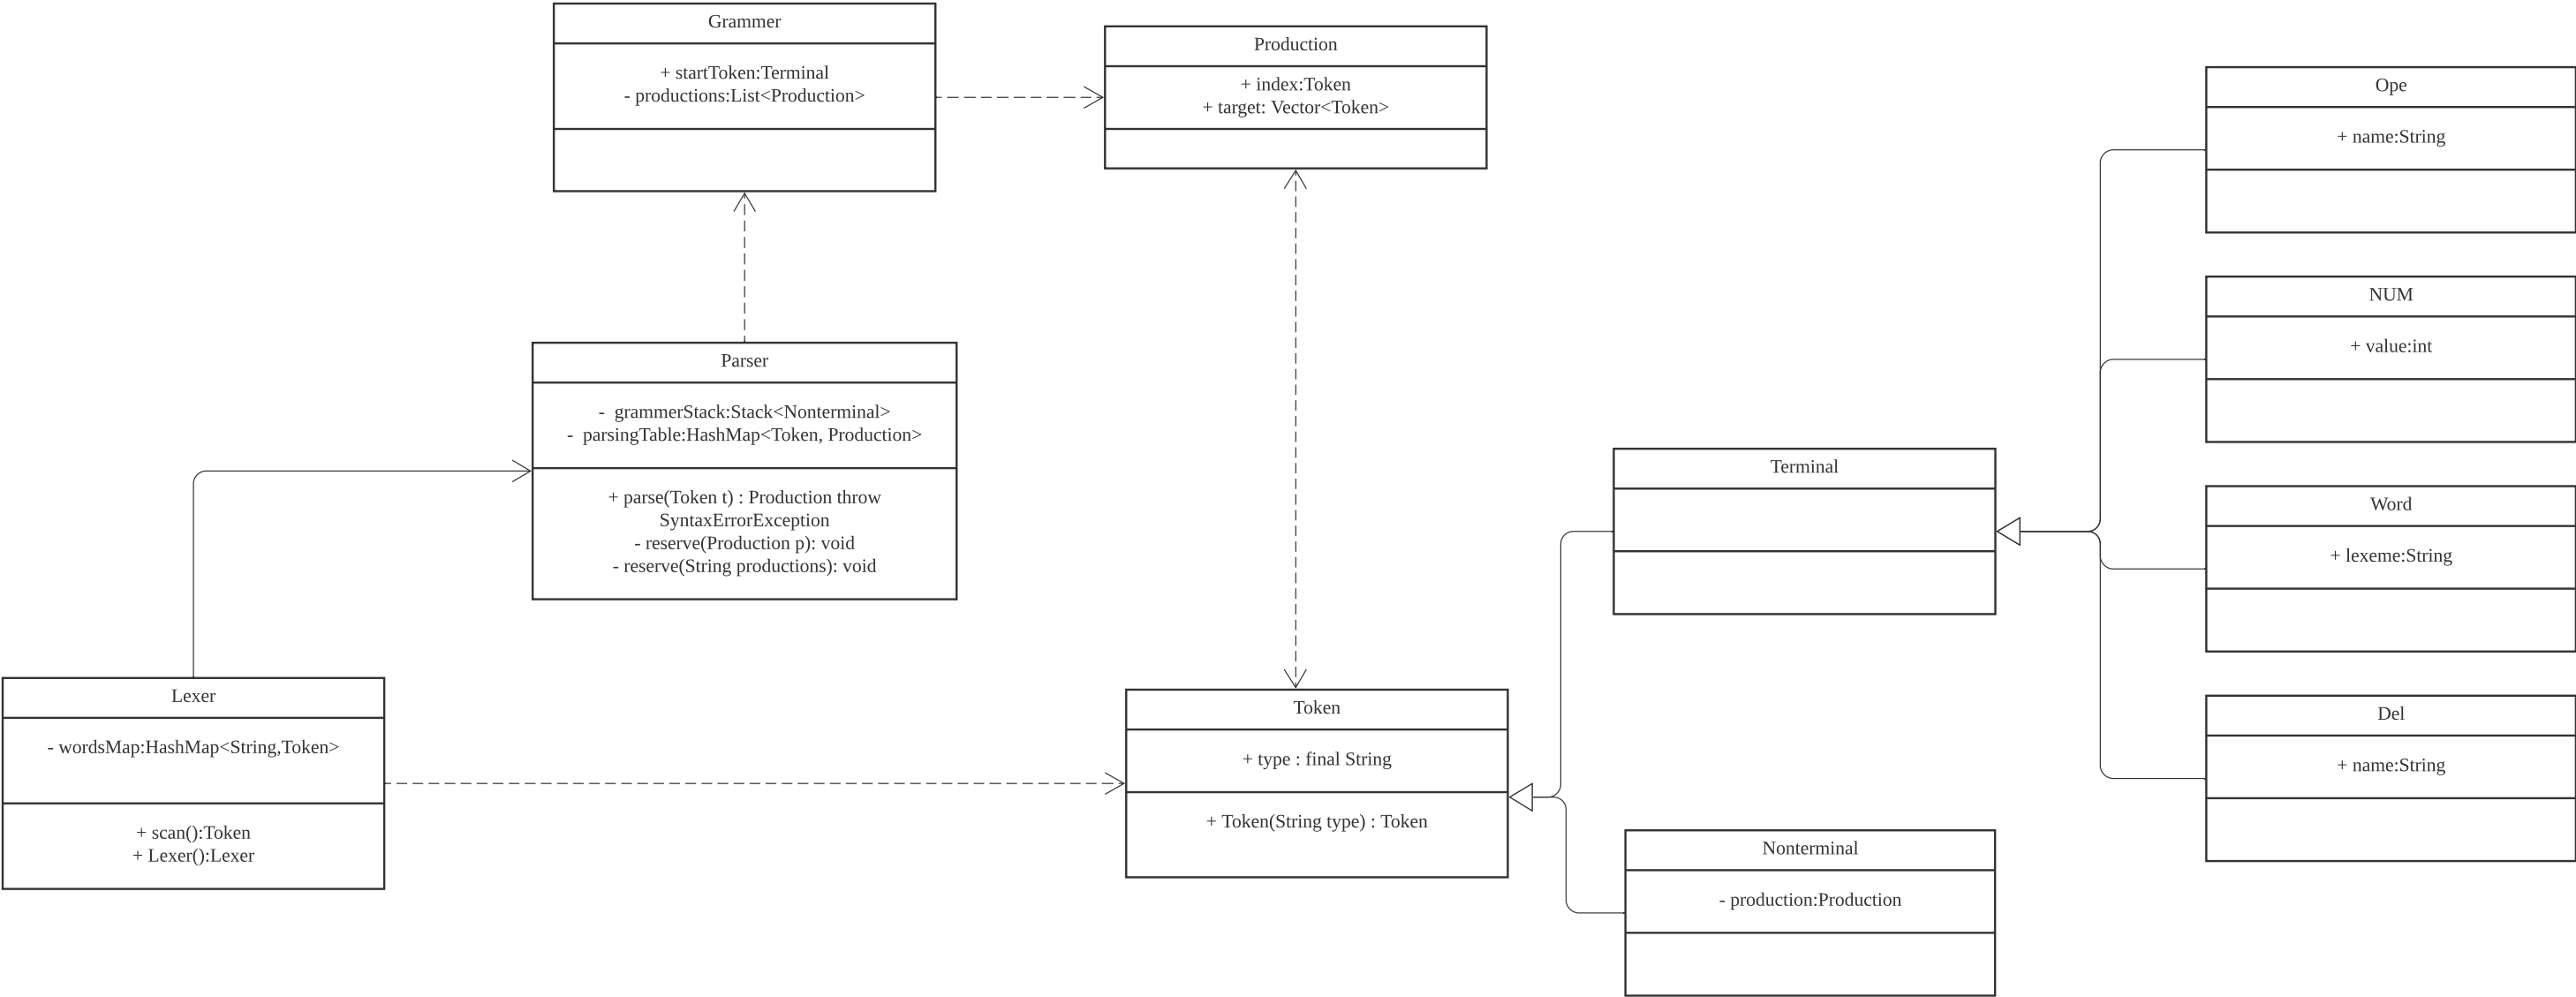 Grammer
+ startToken:Terminal
- productions:List<Production>
Production
+ index:Token
+ target: Vector<Token>
Ope
+ name:String
NUM
+ value:int
Parser
- grammerStack:Stack<Nonterminal>
- parsingTable:HashMap<Token, Production>
+ parse(Token t) : Production throw
SyntaxErrorException
- reserve(Production p): void
- reserve(String productions): void
Terminal
Word
+ lexeme:String
Lexer
- wordsMap:HashMap<String,Token>
+ scan():Token
+ Lexer():Lexer
Token
+ type : final String
+ Token(String type) : Token
Del
+ name:String
Nonterminal
- production:Production